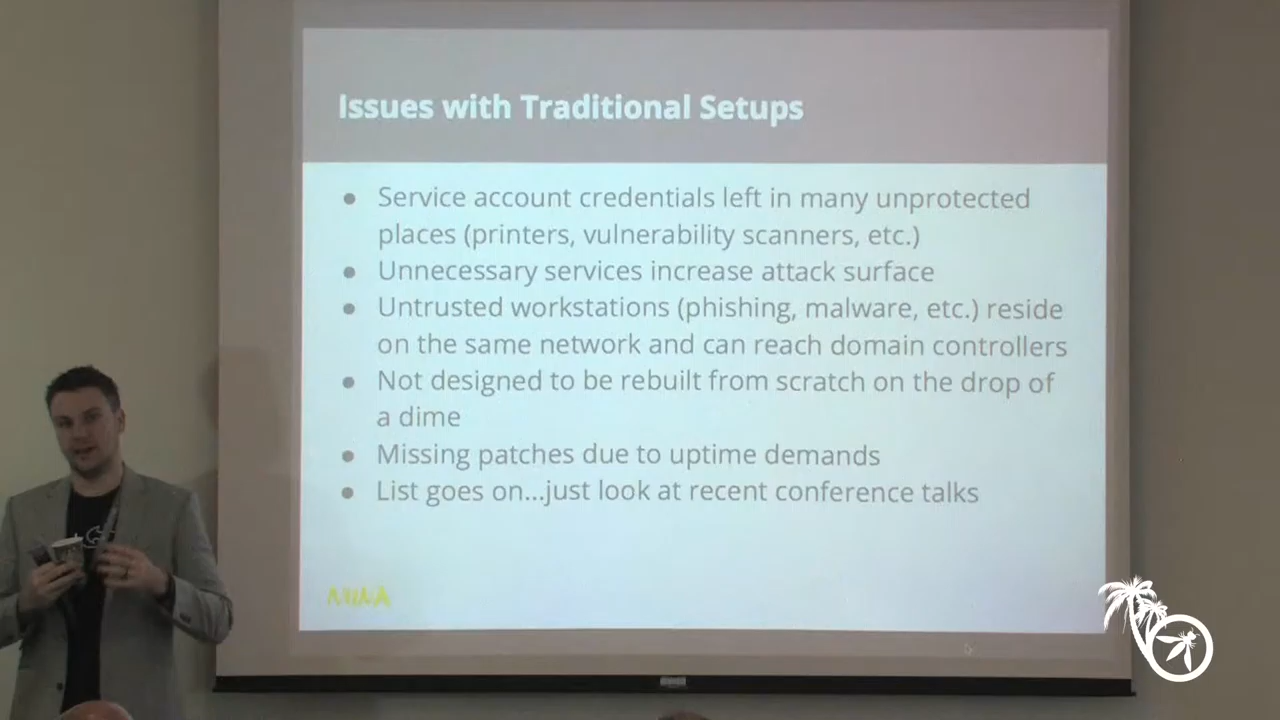 Issues with Traditional Setups
● Service account credentials left in many unprotected
places (printers, vulnerability scanners, etc.)
● Unnecessary services increase attack surface
● Untrusted workstations (phishing, malware, etc.) reside
on the same network and can reach domain controllers
● Not designed to be rebuilt from scratch on the drop of
a dime
● Missing patches due to uptime demands
● List goes on...just look at recent conference talks